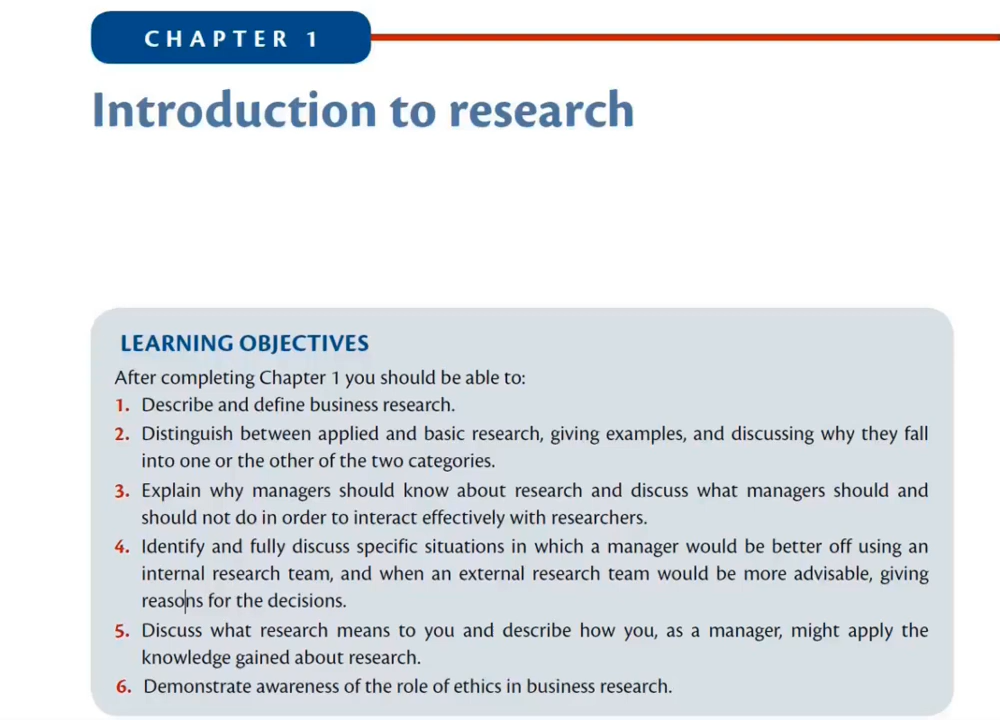 CHAPTER 1
Introduction to research
LEARNING OBJECTIVES
After completing Chapter 1 you should be able to:
1. Describe and define business research.
2. Distinguish between applied and basic research, giving examples, and discussing why they fall
into one or the other of the two categories.
3. Explain why managers should know about research and discuss what managers should and
should not do in order to interact effectively with researchers.
4. Identify and fully discuss specific situations in which a manager would be better off using an
internal research team, and when an external research team would be more advisable, giving
reasons for the decisions.
5. Discuss what research means to you and describe how you, as a manager, might apply the
knowledge gained about research.
6. Demonstrate awareness of the role of ethics in business research.